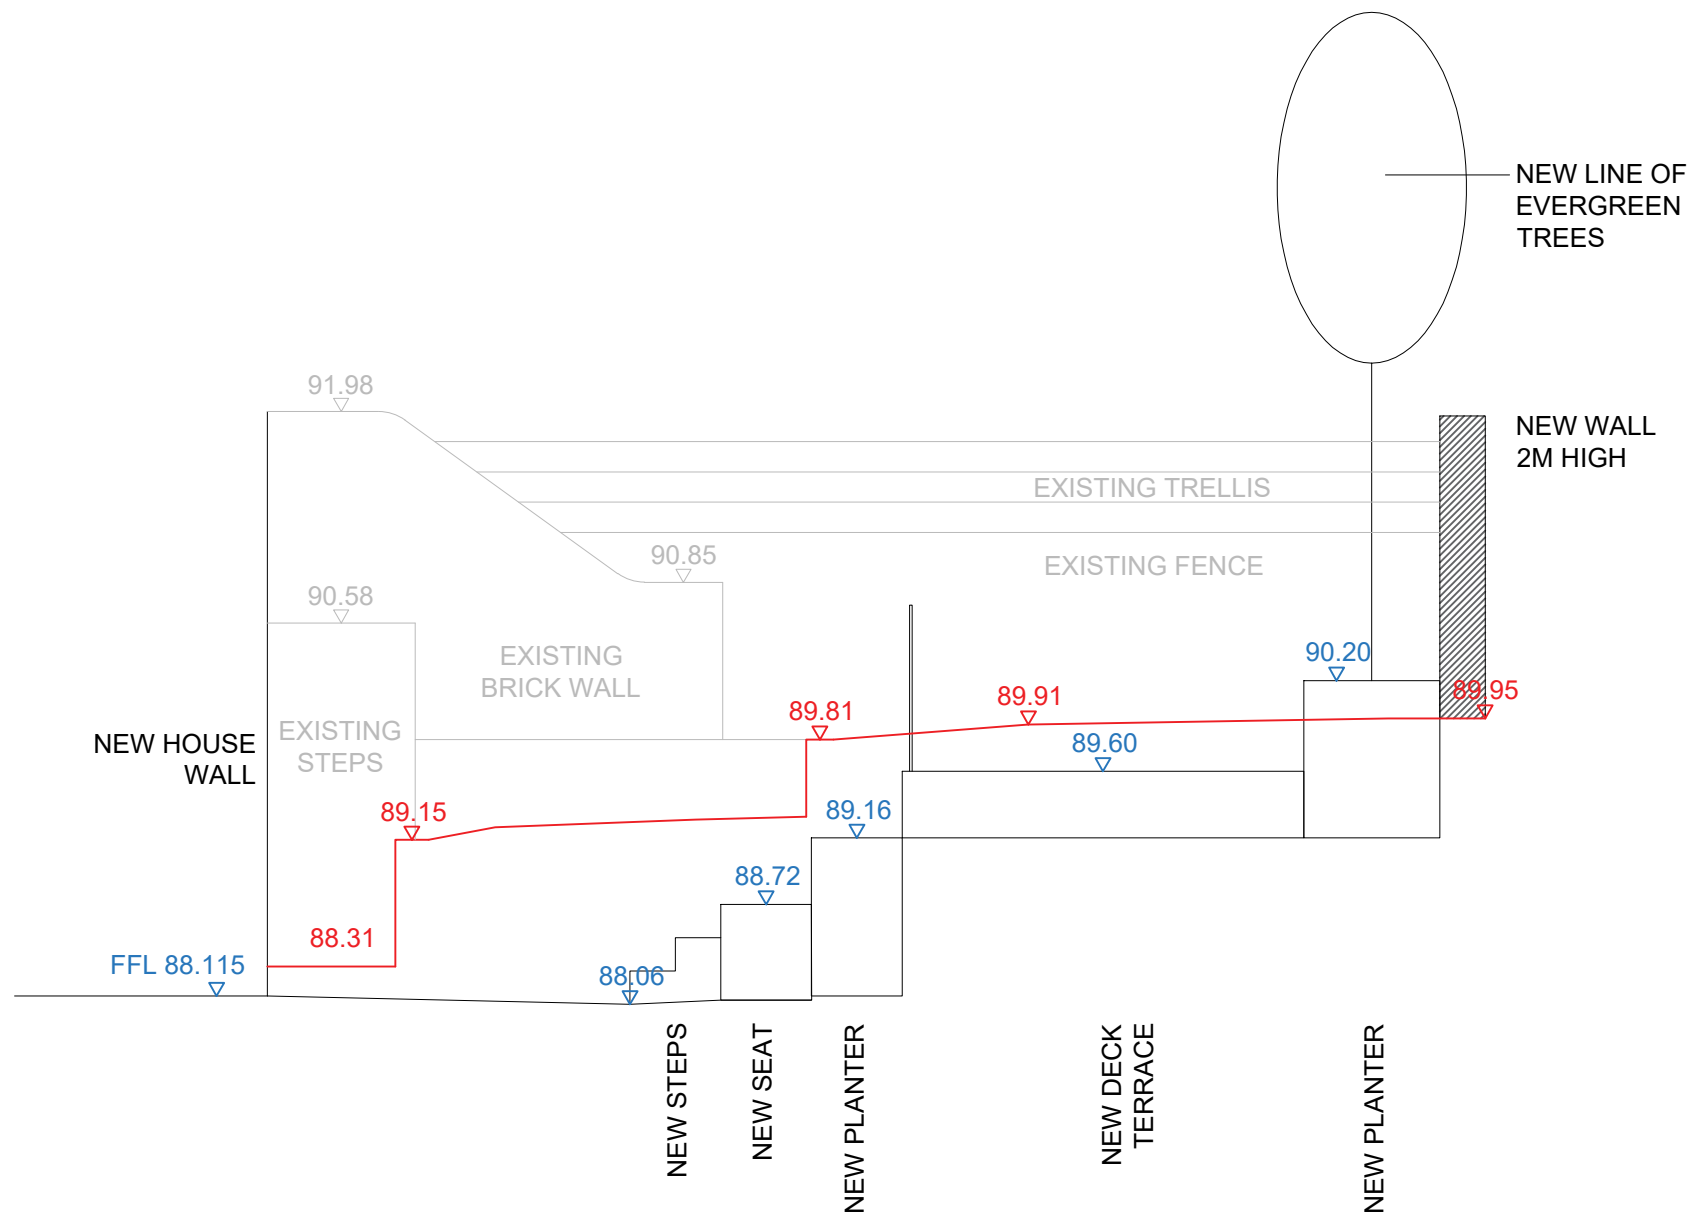 NEW LINE OF
EVERGREEN
TREES
91.98
NEW WALL
2M HIGH
EXISTING TRELLIS
90.85
EXISTING FENCE
90.58
EXISTING
BRICK WALL
90.20
89.95
89.91
89.81
EXISTING
STEPS
NEW HOUSE
WALL
89.60
89.15
89.16
88.72
88.31
FFL 88.115
88.06
NEW STEPS
NEW SEAT
NEW PLANTER
NEW DECK
TERRACE
NEW PLANTER